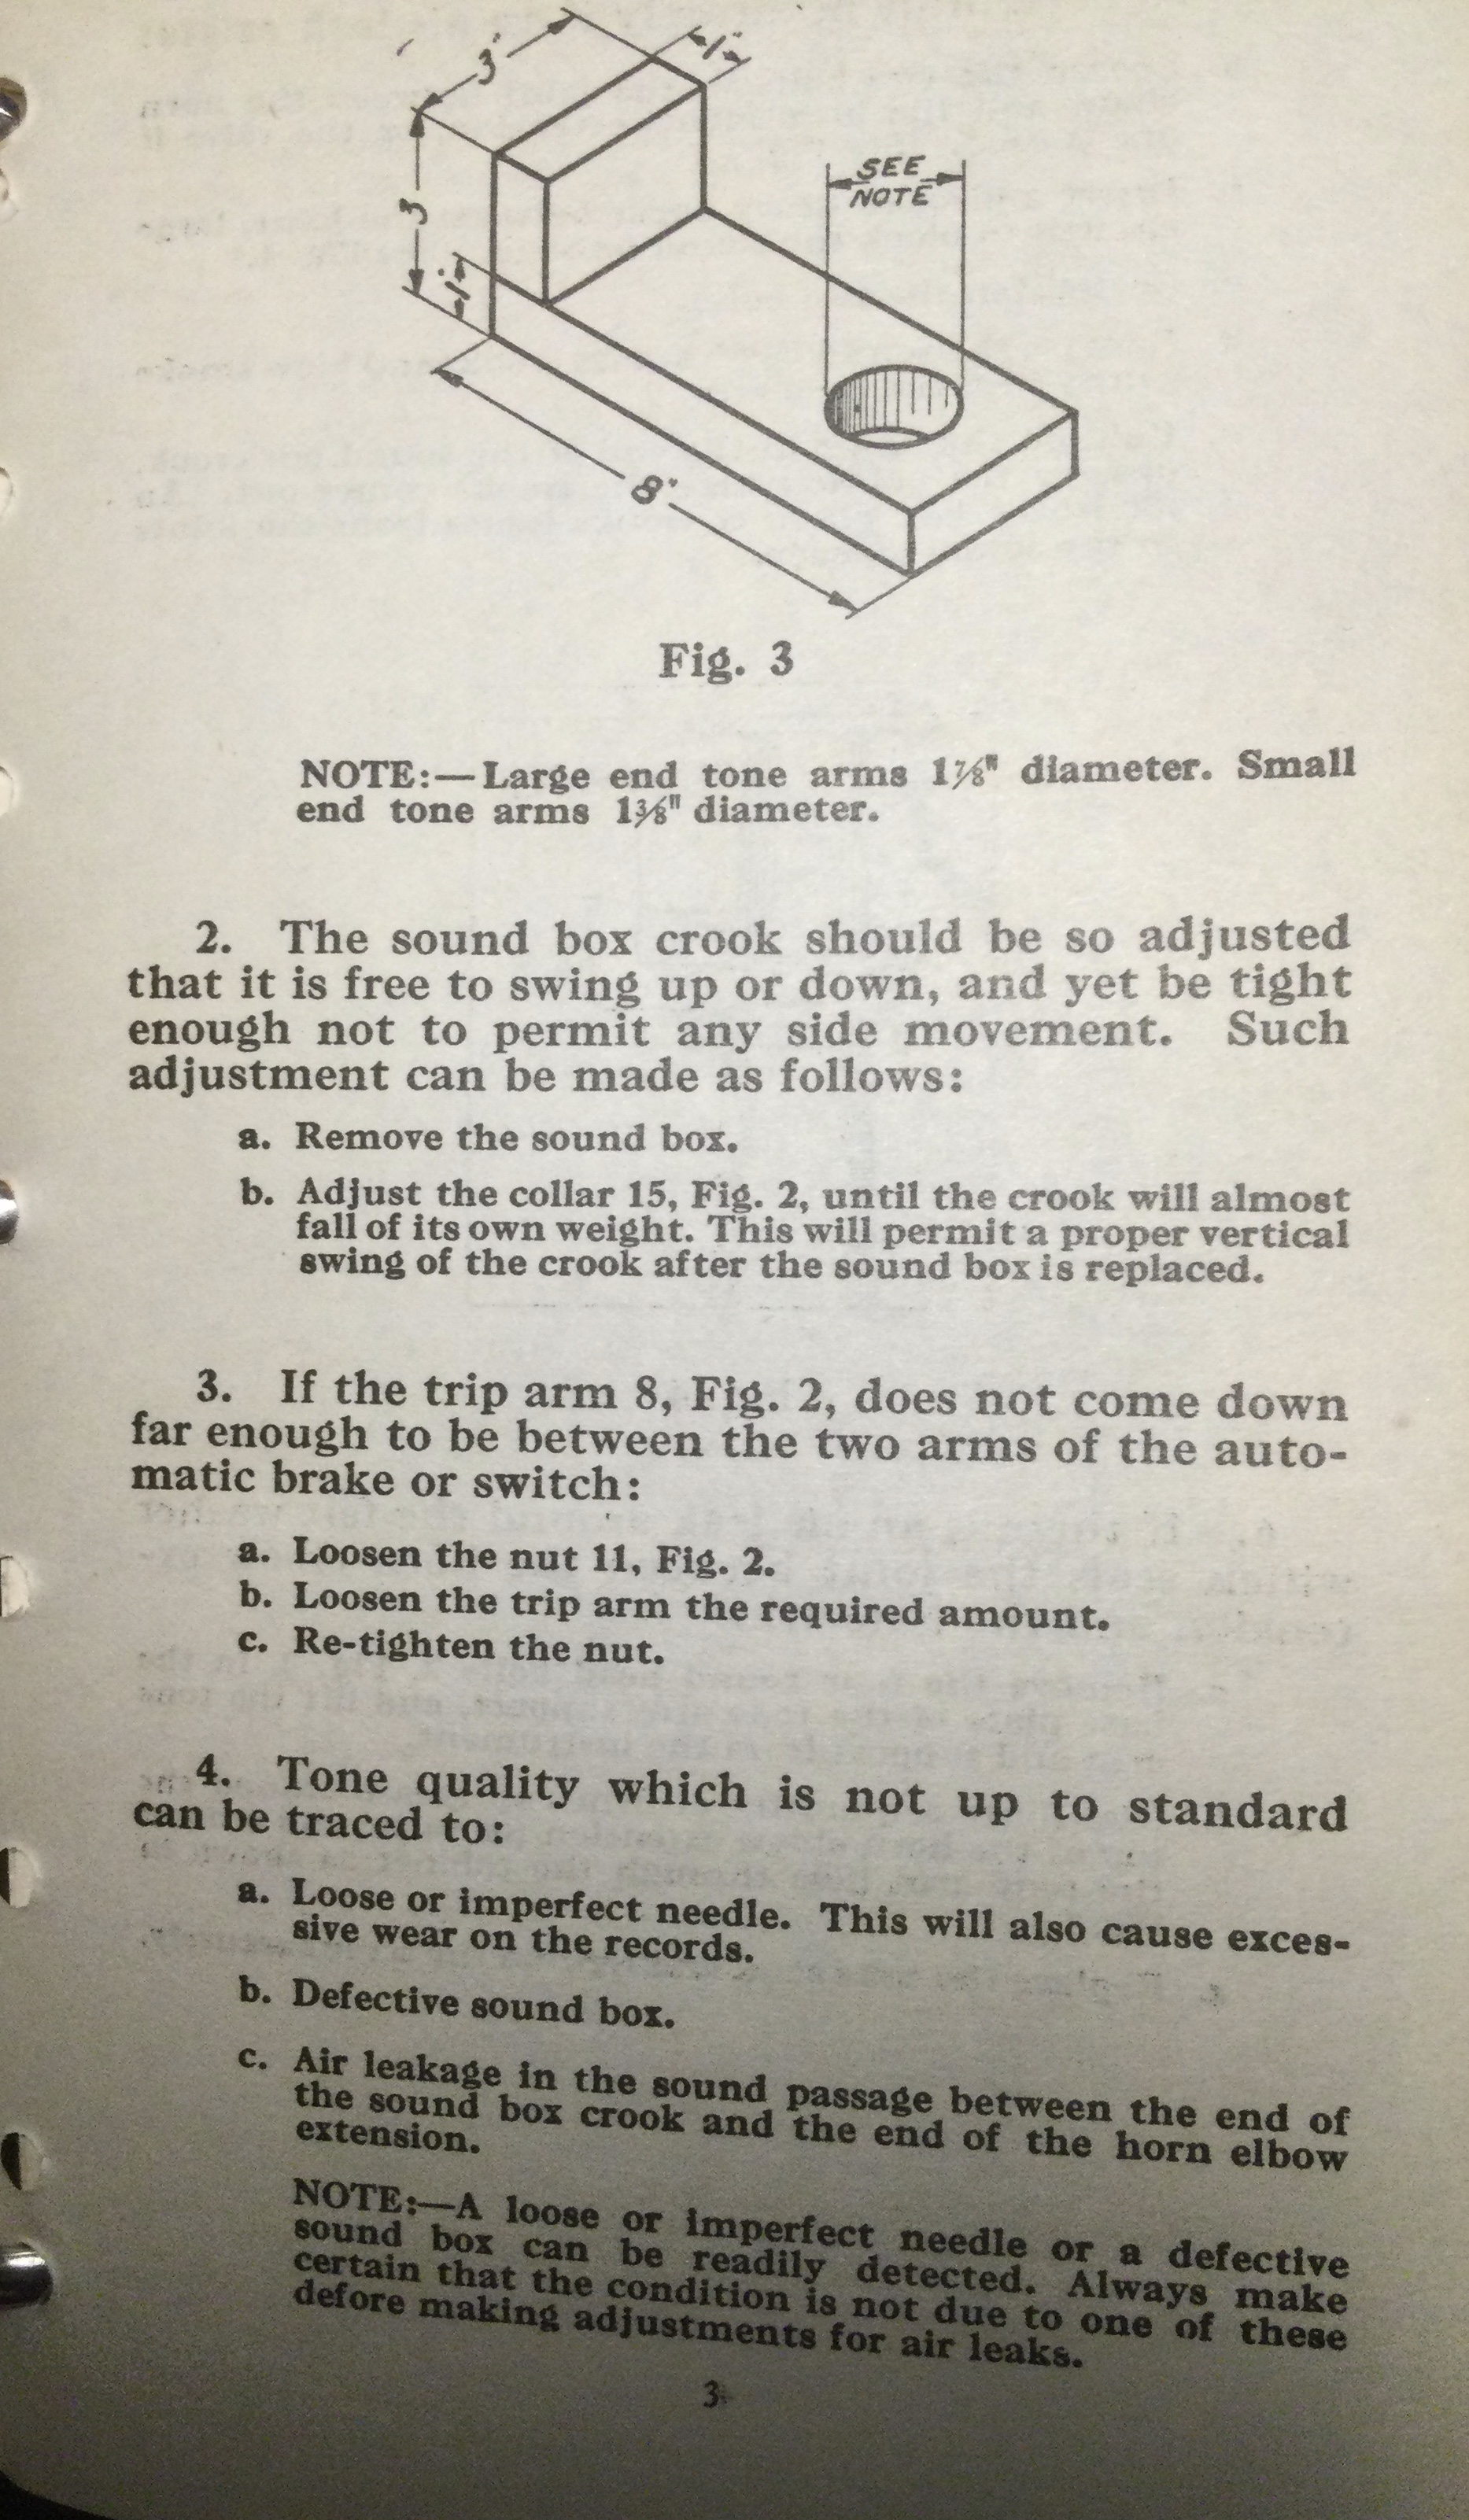 3"
1"
SEE
NOTE
3
1"
8"
Fig. 3
NOTE:—Large end tone arms 1⅞" diameter. Small
end tone arms 1⅜" diameter.
2. The sound box crook should be so adjusted
that it is free to swing up or down, and yet be tight
enough not to permit any side movement. Such
adjustment can be made as follows:
a. Remove the sound box.
b. Adjust the collar 15, Fig. 2, until the crook will almost
fall of its own weight. This will permit a proper vertical
swing of the crook after the sound box is replaced.
3. If the trip arm 8, Fig. 2, does not come down
far enough to be between the two arms of the auto-
matic brake or switch:
a. Loosen the nut 11, Fig. 2.
b. Loosen the trip arm the required amount.
c. Re-tighten the nut.
4. Tone quality which is not up to standard
can be traced to:
a. Loose or imperfect needle. This will also cause exces-
sive wear on the records.
b. Defective sound box.
c. Air leakage in the sound passage between the end of
the sound box crook and the end of the horn elbow
extension.
NOTE:—A loose or imperfect needle or a defective
sound box can be readily detected. Always make
certain that the condition is not due to one of these
defore making adjustments for air leaks.
3